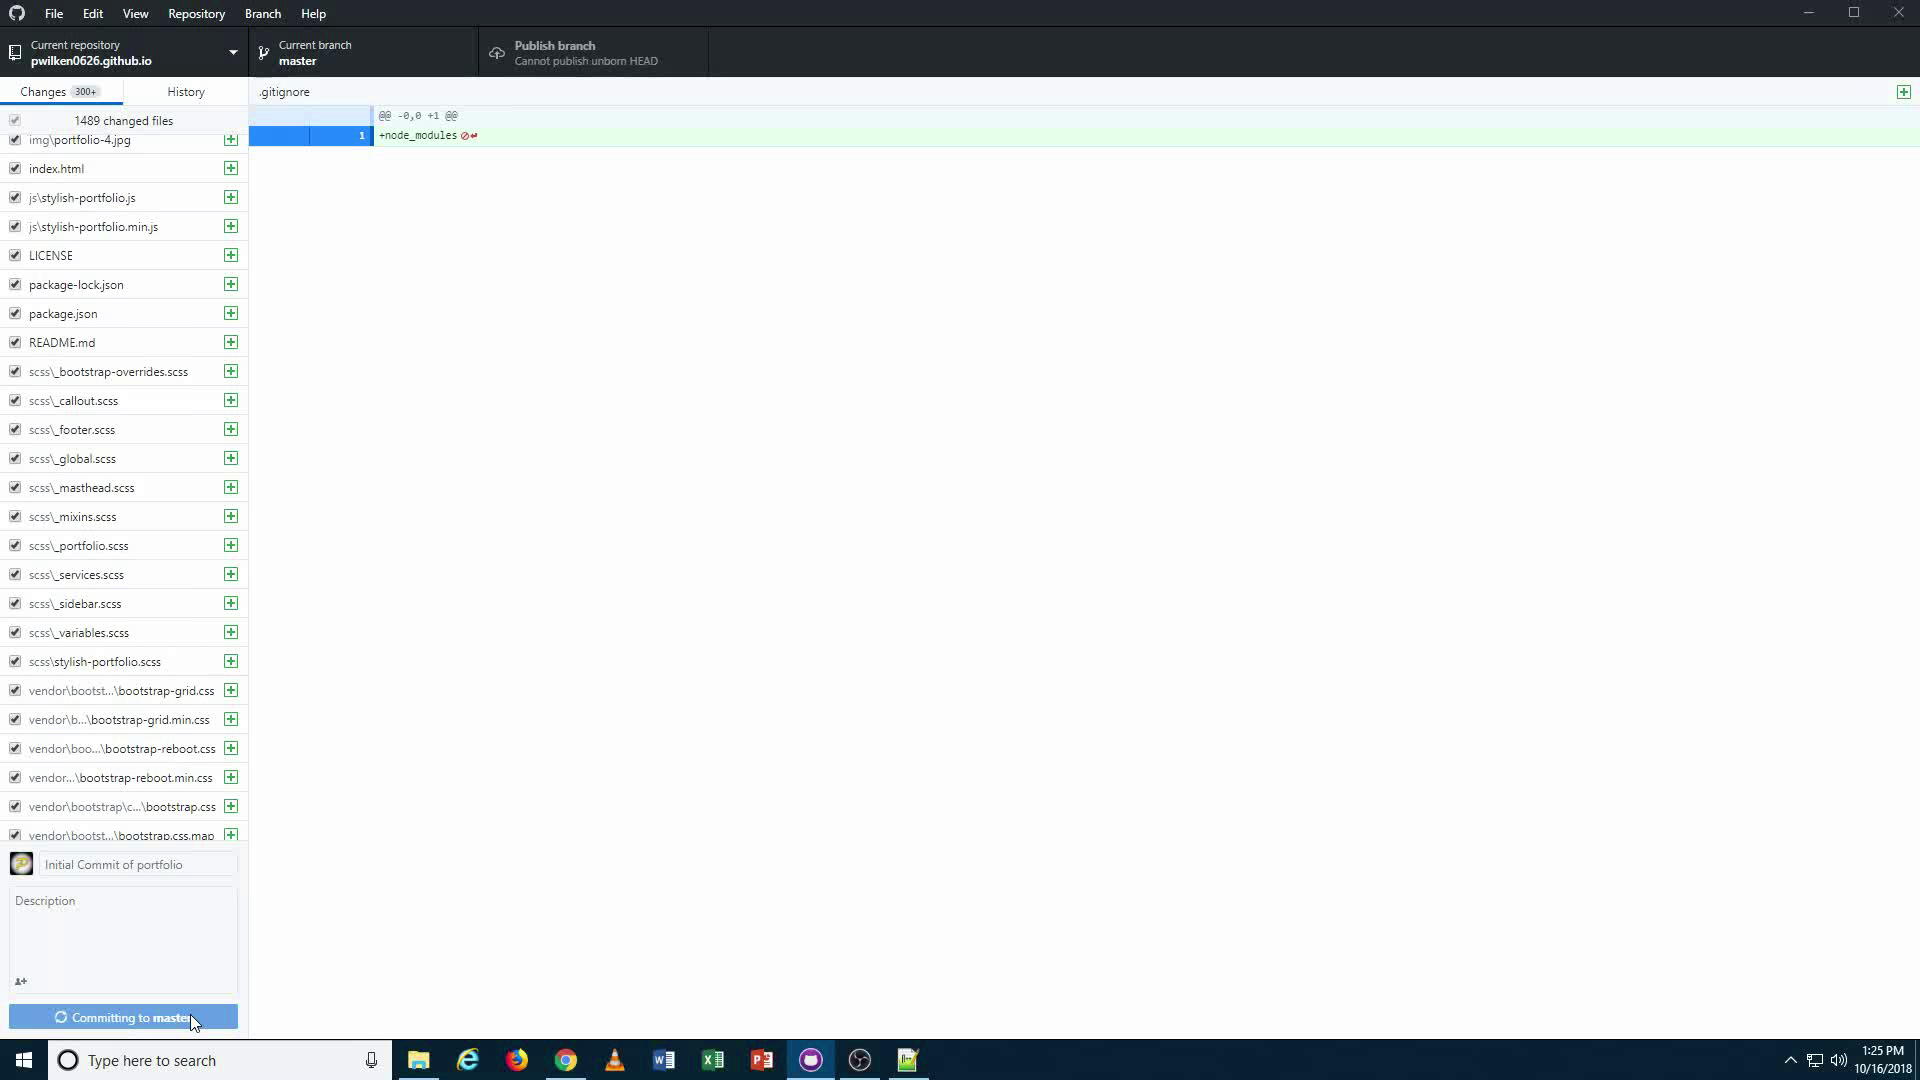 File Edit View Repository Branch Help
Current repository
pwilken0626.github.io
Current branch
master
Publish branch
Cannot publish unborn HEAD
Changes 300+
History
.gitignore
1489 changed files
@@ -0,0 +1 @@
1 +node_modules
img\portfolio-4.jpg
index.html
js\stylish-portfolio.js
js\stylish-portfolio.min.js
LICENSE
package-lock.json
package.json
README.md
scss\_bootstrap-overrides.scss
scss\_callout.scss
scss\_footer.scss
scss\_global.scss
scss\_masthead.scss
scss\_mixins.scss
scss\_portfolio.scss
scss\_services.scss
scss\_sidebar.scss
scss\_variables.scss
scss\stylish-portfolio.scss
vendor\bootst...\bootstrap-grid.css
vendor\b...\bootstrap-grid.min.css
vendor\boo...\bootstrap-reboot.css
vendor...\bootstrap-reboot.min.css
vendor\bootstrap\c...\bootstrap.css
vendor\bootst...\bootstrap.css.map
Initial Commit of portfolio
Description
Committing to master
Type here to search
1:25 PM
10/16/2018